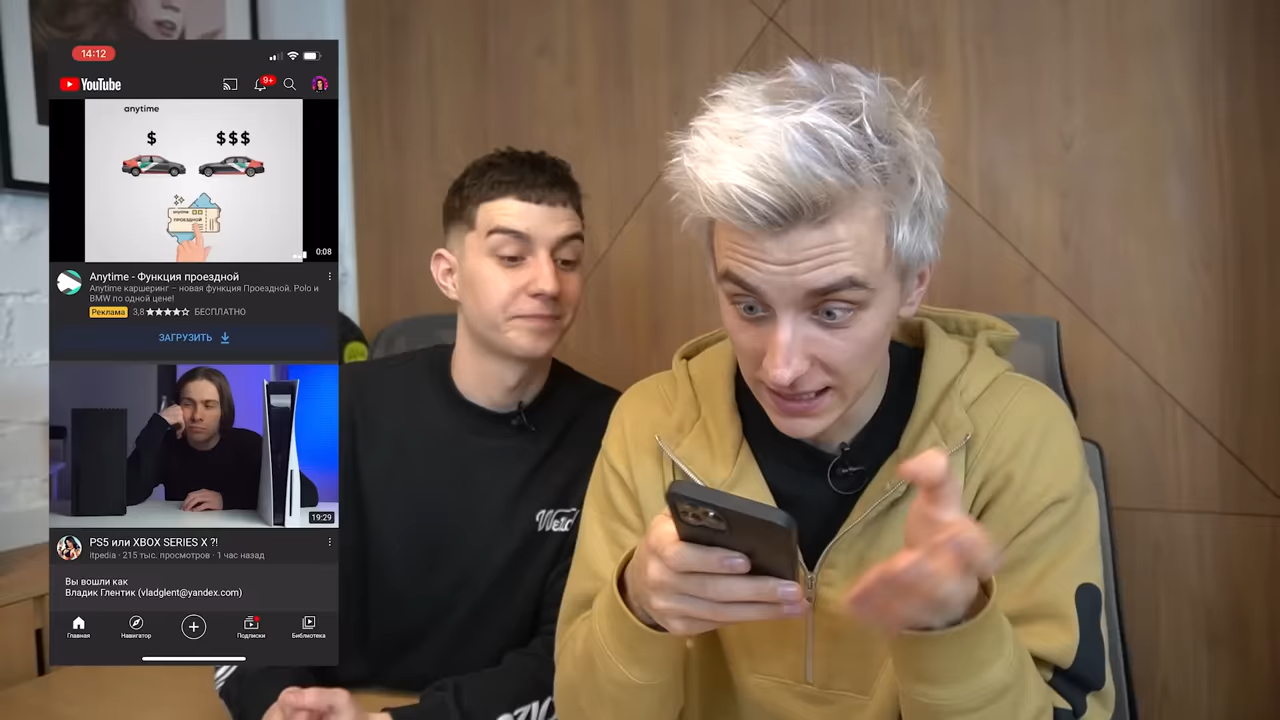 14:12
YouTube
9+
anytime
$ $$$
ПРОЕЗДНОЙ
0:08
Anytime - Функция проездной
Anytime каршеринг – новая функция Проездной. Polo и
BMW по одной цене!
Реклама 3,8 ★★★★☆ БЕСПЛАТНО
ЗАГРУЗИТЬ
19:29
PS5 или XBOX SERIES X ?!
itpedia · 215 тыс. просмотров · 1 час назад
Вы вошли как
Владик Глентик (vladglent@yandex.com)
Главная Навигатор Подписки Библиотека